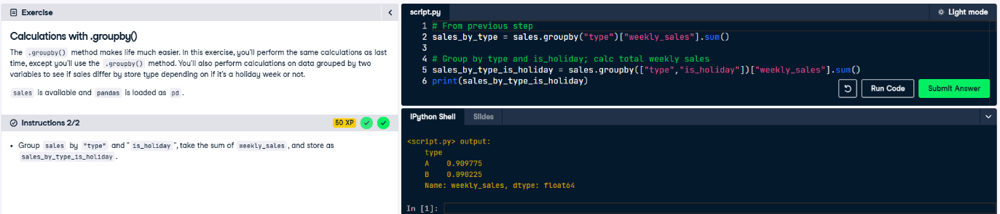 Exercise
Calculations with .groupby()
The .groupby() method makes life much easier. In this exercise, you'll perform the same calculations as last
time, except you'll use the .groupby() method. You'll also perform calculations on data grouped by two
variables to see if sales differ by store type depending on if it's a holiday week or not.
sales is available and pandas is loaded as pd .
Instructions 2/2
50 XP
• Group sales by "type" and " is_holiday ", take the sum of weekly_sales , and store as
sales_by_type_is_holiday .
script.py
Light mode
1 # From previous step
2 sales_by_type = sales.groupby("type")["weekly_sales"].sum()
3
4 # Group by type and is_holiday; calc total weekly sales
5 sales_by_type_is_holiday = sales.groupby(["type","is_holiday"])["weekly_sales"].sum()
6 print(sales_by_type_is_holiday)
Run Code
Submit Answer
IPython Shell
Slides
<script.py> output:
type
A 0.909775
B 0.090225
Name: weekly_sales, dtype: float64
In [1]: